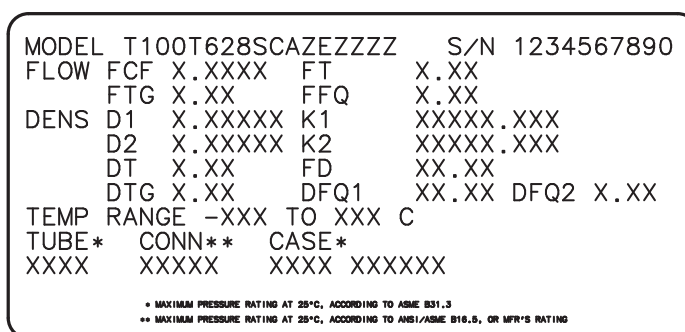 MODEL T100T628SCAZEZZZZ S/N 1234567890
FLOW FCF X.XXXX FT X.XX
FTG X.XX FFQ X.XX
DENS D1 X.XXXXX K1 XXXXX.XXX
D2 X.XXXXX K2 XXXXX.XXX
DT X.XX FD XX.XX
DTG X.XX DFQ1 XX.XX DFQ2 X.XX
TEMP RANGE -XXX TO XXX C
TUBE* CONN** CASE*
XXXX XXXXX XXXX XXXXXX
* MAXIMUM PRESSURE RATING AT 25°C, ACCORDING TO ASME B31.3
** MAXIMUM PRESSURE RATING AT 25°C, ACCORDING TO ANSI/ASME B16.5, OR MFR'S RATING